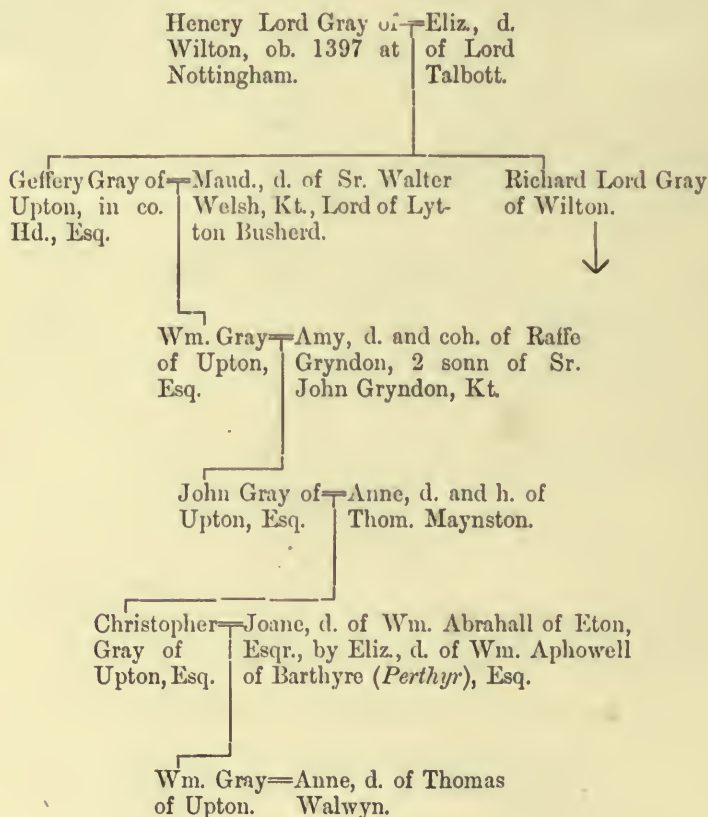 Henery Lord Gray of
Wilton, ob. 1397 at
Nottingham.
Eliz., d.
of Lord
Talbott.
Geffery Gray of
Upton, in co.
Hd., Esq.
Maud., d. of Sr. Walter
Welsh, Kt., Lord of Lyt-
ton Busherd.
Richard Lord Gray
of Wilton.
Wm. Gray
of Upton,
Esq.
Amy, d. and coh. of Raffe
Gryndon, 2 sonn of Sr.
John Gryndon, Kt.
John Gray of
Upton, Esq.
Anne, d. and h. of
Thom. Maynston.
Christopher
Gray of
Upton, Esq.
Joane, d. of Wm. Abrahall of Eton,
Esqr., by Eliz., d. of Wm. Aphowell
of Barthyre (Perthyr), Esq.
Wm. Gray
of Upton.
Anne, d. of Thomas
Walwyn.